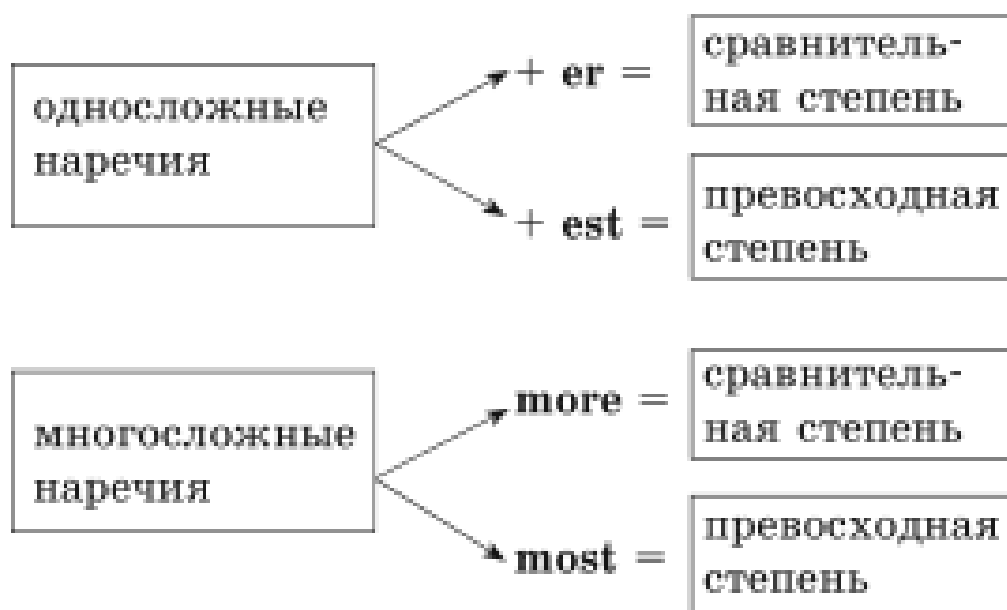 односложные
наречия
+ er =
сравнитель-
ная степень
+ est =
превосходная
степень
многосложные
наречия
more =
сравнитель-
ная степень
most =
превосходная
степень